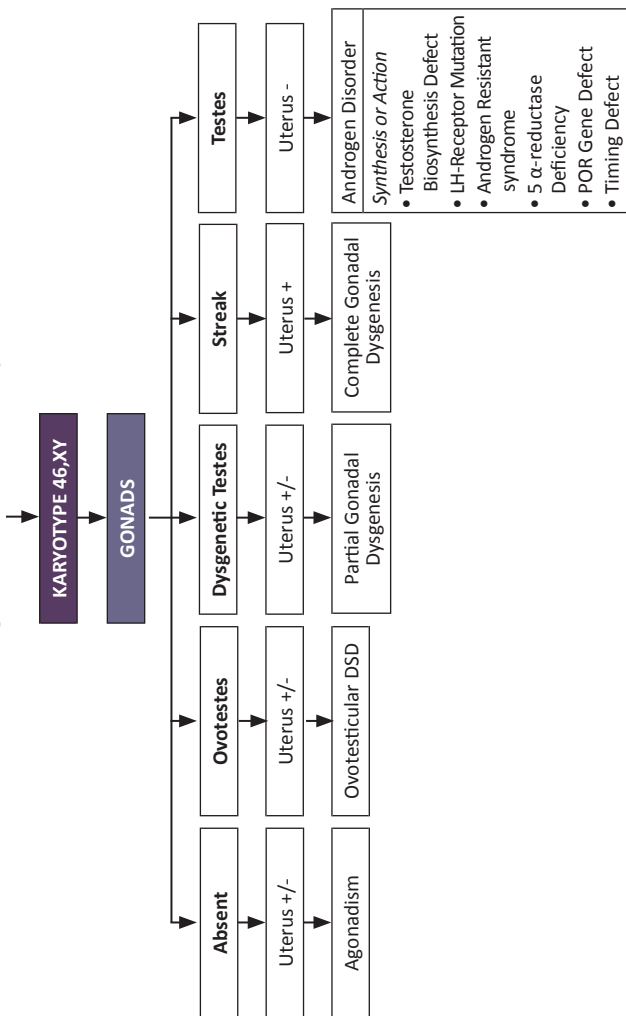 KARYOTYPE 46,XY
GONADS
Absent
Uterus +/-
Agonadism
Ovotestes
Uterus +/-
Ovotesticular DSD
Dysgenetic Testes
Uterus +/-
Partial Gonadal
Dysgenesis
Streak
Uterus +
Complete Gonadal
Dysgenesis
Testes
Uterus -
Androgen Disorder
Synthesis or Action
• Testosterone
Biosynthesis Defect
• LH-Receptor Mutation
• Androgen Resistant
syndrome
• 5 α-reductase
Deficiency
• POR Gene Defect
• Timing Defect